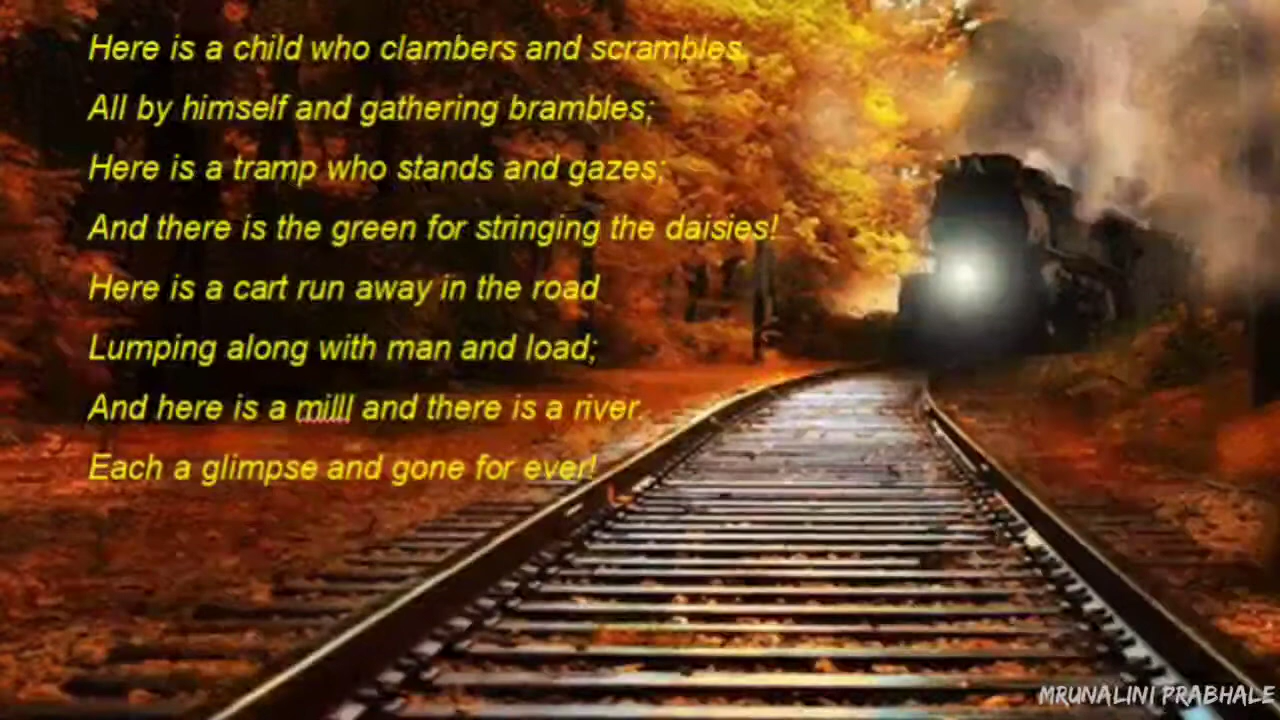 Here is a child who clambers and scrambles,
All by himself and gathering brambles;
Here is a tramp who stands and gazes;
And there is the green for stringing the daisies!
Here is a cart run away in the road
Lumping along with man and load;
And here is a milll and there is a river.
Each a glimpse and gone for ever!
MRUNALINI PRABHALE